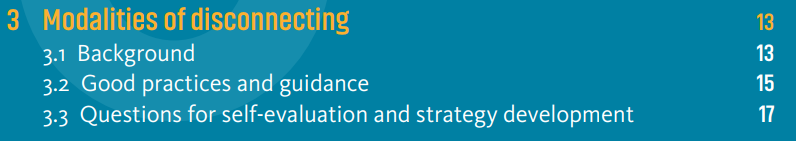 3 Modalities of disconnecting 13
3.1 Background 13
3.2 Good practices and guidance 15
3.3 Questions for self-evaluation and strategy development 17